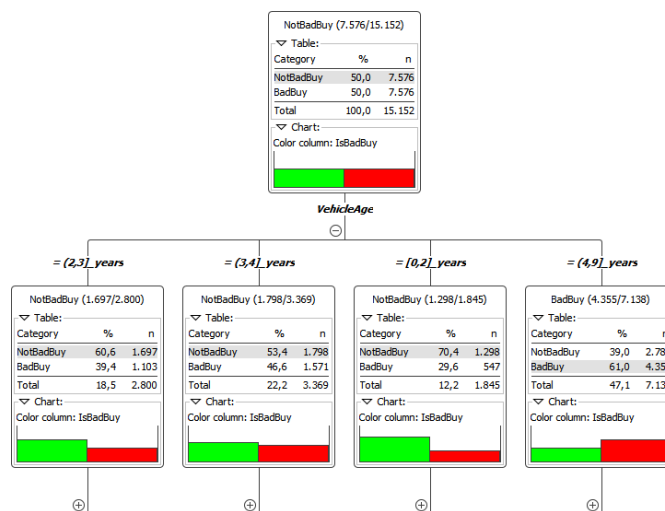 NotBadBuy (7.576/15.152)
Table:
Category % n
NotBadBuy 50,0 7.576
BadBuy 50,0 7.576
Total 100,0 15.152
Chart:
Color column: IsBadBuy
VehicleAge
= (2,3]_years
= (3,4]_years
= [0,2]_years
= (4,9]_years
NotBadBuy (1.697/2.800)
Table:
Category % n
NotBadBuy 60,6 1.697
BadBuy 39,4 1.103
Total 18,5 2.800
Chart:
Color column: IsBadBuy
NotBadBuy (1.798/3.369)
Table:
Category % n
NotBadBuy 53,4 1.798
BadBuy 46,6 1.571
Total 22,2 3.369
Chart:
Color column: IsBadBuy
NotBadBuy (1.298/1.845)
Table:
Category % n
NotBadBuy 70,4 1.298
BadBuy 29,6 547
Total 12,2 1.845
Chart:
Color column: IsBadBuy
BadBuy (4.355/7.138)
Table:
Category % n
NotBadBuy 39,0 2.78
BadBuy 61,0 4.35
Total 47,1 7.13
Chart:
Color column: IsBadBuy